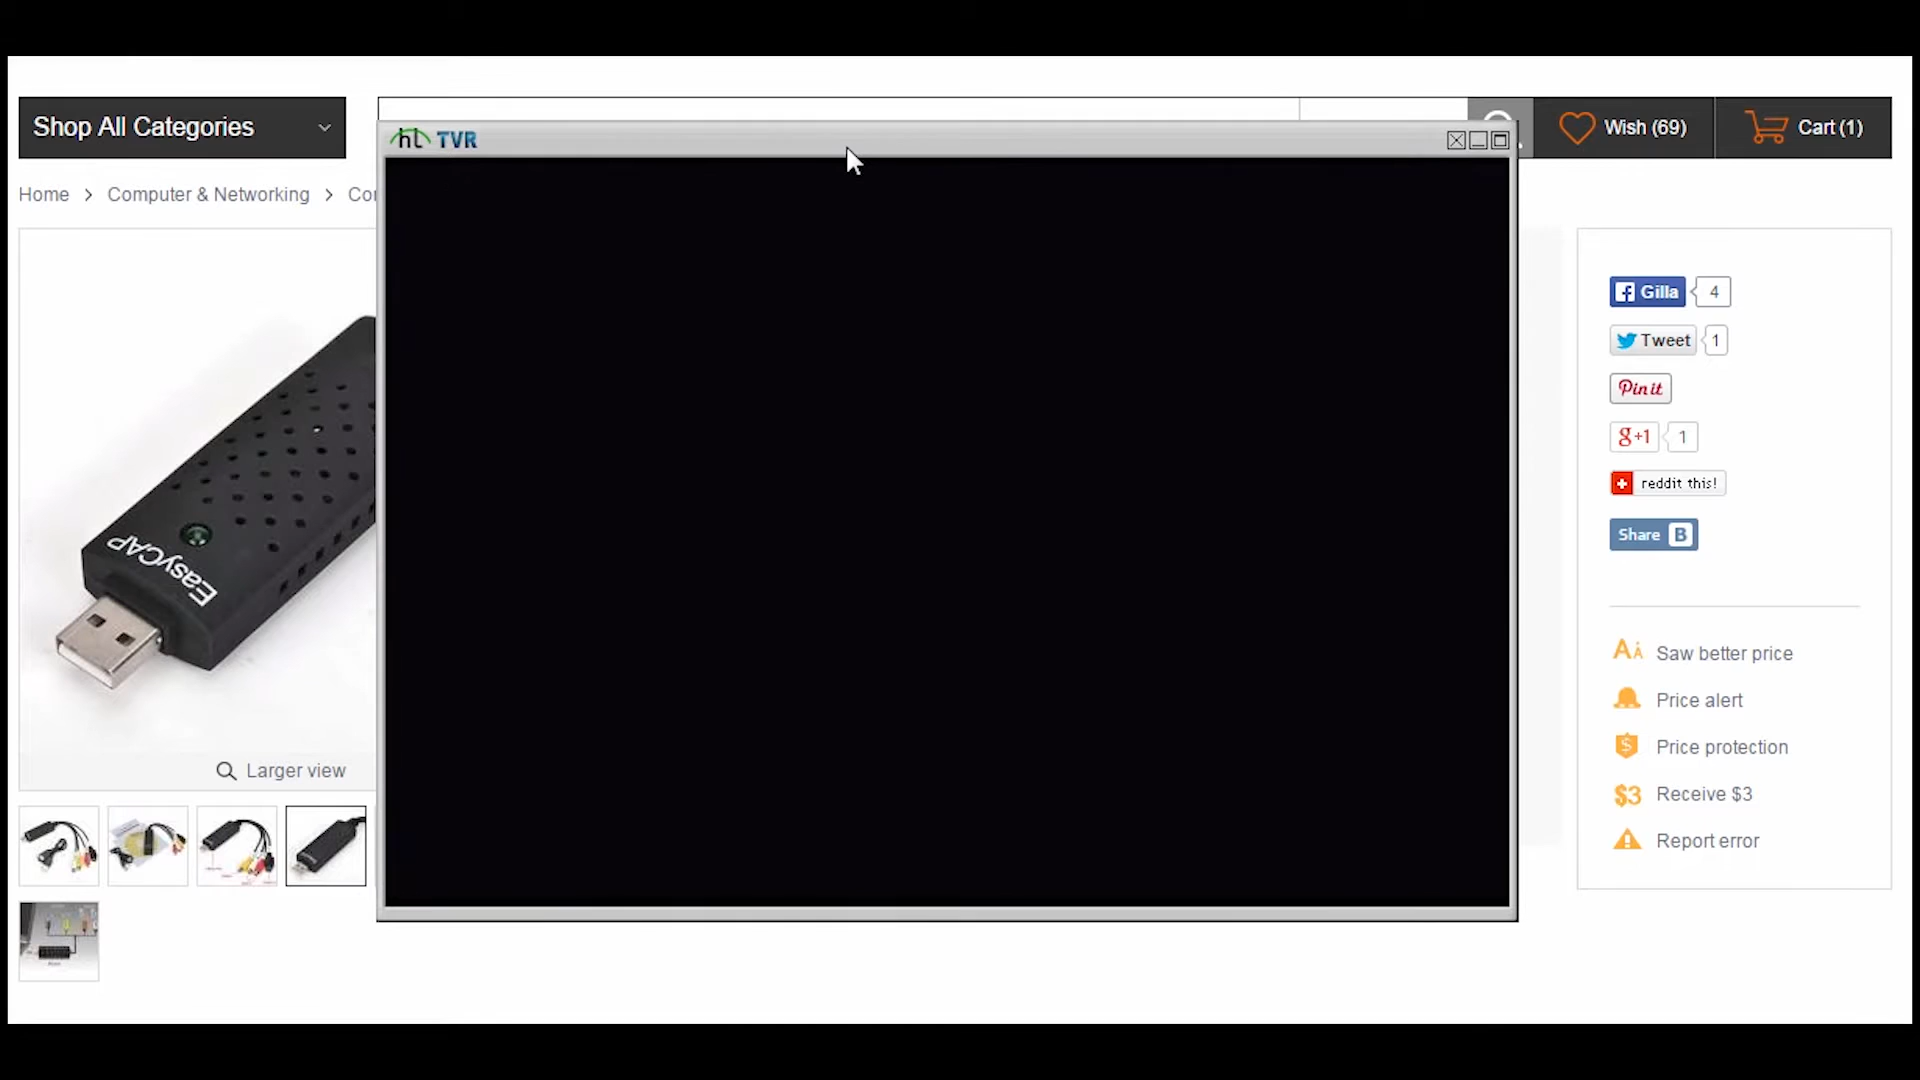 Shop All Categories
Wish (69)
Cart (1)
TVR
Home > Computer & Networking >
Gilla 4
Tweet 1
Pin it
g+1 1
reddit this!
Share B
EasyCAP
Saw better price
Price alert
Price protection
Larger view
$3 Receive $3
Report error